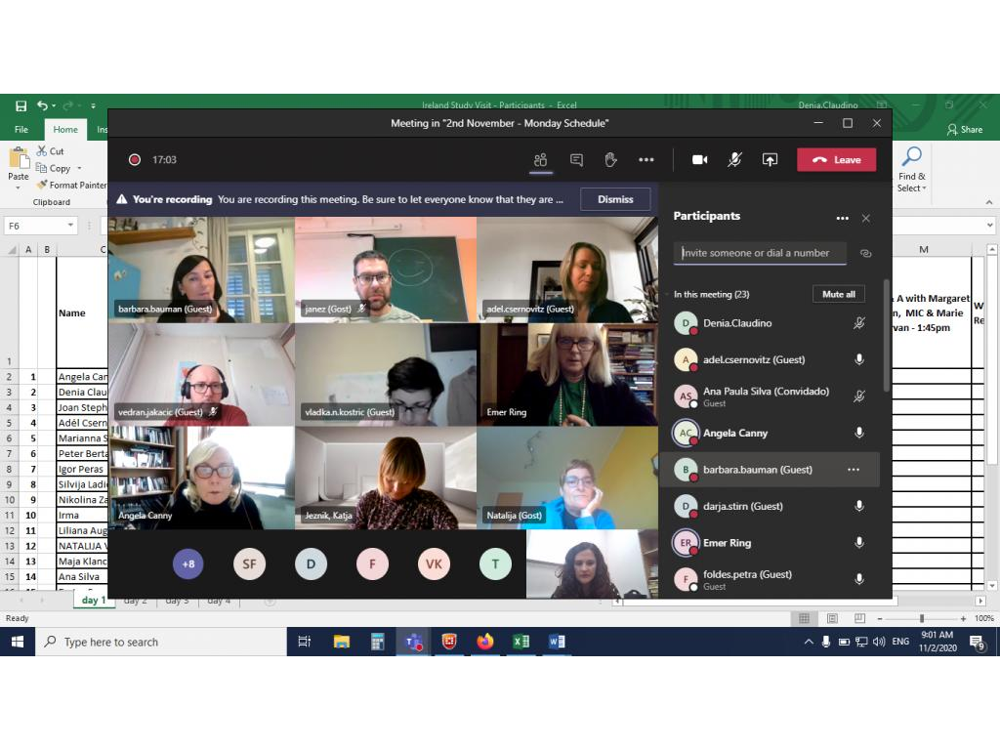 Ireland Study Visit - Participants - Excel
Denia.Claudino
File
Home
Ins
Share
Meeting in "2nd November - Monday Schedule"
Paste
Cut
Copy
Format Painter
Clipboard
Find &
Select
17:03
Leave
You're recording You are recording this meeting. Be sure to let everyone know that they are ...
Dismiss
F6
A
B
C
M
Name
A with Margaret
n, MIC & Marie
rvan - 1:45pm
W
Re
1
2 1 Angela Can
3 2 Denia Clau
4 3 Joan Steph
5 4 Adél Csern
6 5 Marianna S
7 6 Peter Berta
8 7 Igor Peras
9 8 Silvija Ladi
10 9 Nikolina Za
11 10 Irma
12 11 Liliana Aug
13 12 NATALIJA V
14 13 Maja Klanc
15 14 Ana Silva
barbara.bauman (Guest)
janez (Gost)
adel.csernovitz (Guest)
vedran.jakacic (Guest)
vladka.n.kostric (Guest)
Emer Ring
Angela Canny
Jeznik, Katja
Natalija (Gost)
+8
SF
D
F
VK
T
Participants
Invite someone or dial a number
In this meeting (23)
Mute all
D Denia.Claudino
A adel.csernovitz (Guest)
AS Ana Paula Silva (Convidado)
Guest
AC Angela Canny
B barbara.bauman (Guest)
D darja.stirn (Guest)
ER Emer Ring
F foldes.petra (Guest)
Guest
day 1
day 2
day 3
day 4
Ready
100%
Type here to search
ENG
9:01 AM
11/2/2020
9